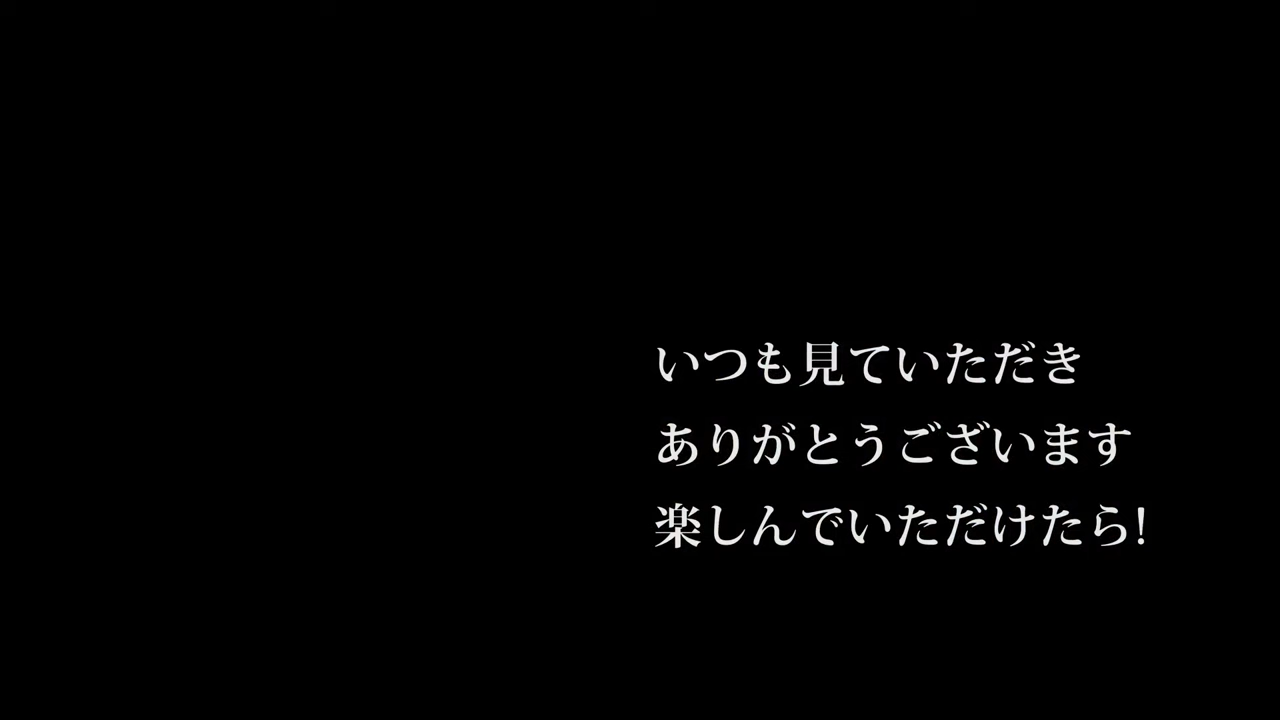 いつも見ていただき
ありがとうございます
楽しんでいただけたら!